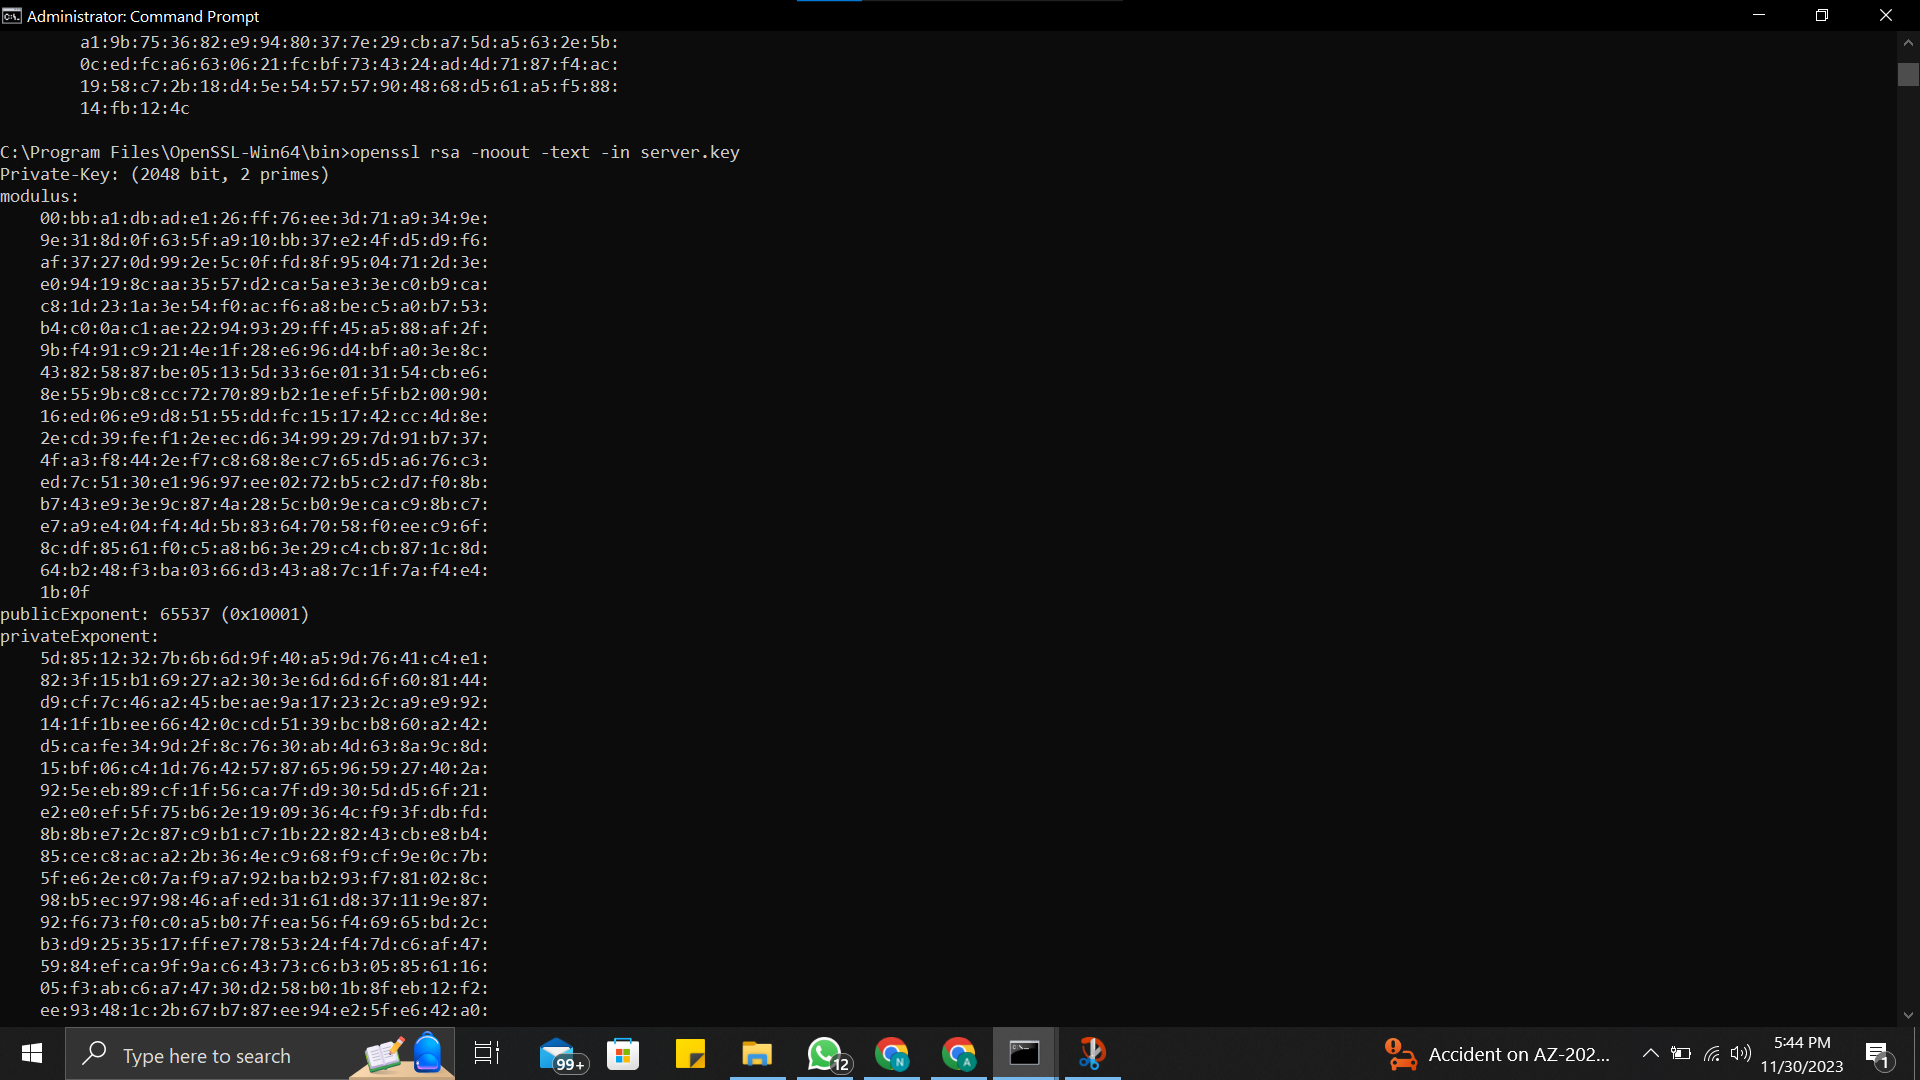 Administrator: Command Prompt
a1:9b:75:36:82:e9:94:80:37:7e:29:cb:a7:5d:a5:63:2e:5b:
0c:ed:fc:a6:63:06:21:fc:bf:73:43:24:ad:4d:71:87:f4:ac:
19:58:c7:2b:18:d4:5e:54:57:57:90:48:68:d5:61:a5:f5:88:
14:fb:12:4c
C:\Program Files\OpenSSL-Win64\bin>openssl rsa -noout -text -in server.key
Private-Key: (2048 bit, 2 primes)
modulus:
00:bb:a1:db:ad:e1:26:ff:76:ee:3d:71:a9:34:9e:
9e:31:8d:0f:63:5f:a9:10:bb:37:e2:4f:d5:d9:f6:
af:37:27:0d:99:2e:5c:0f:fd:8f:95:04:71:2d:3e:
e0:94:19:8c:aa:35:57:d2:ca:5a:e3:3e:c0:b9:ca:
c8:1d:23:1a:3e:54:f0:ac:f6:a8:be:c5:a0:b7:53:
b4:c0:0a:c1:ae:22:94:93:29:ff:45:a5:88:af:2f:
9b:f4:91:c9:21:4e:1f:28:e6:96:d4:bf:a0:3e:8c:
43:82:58:87:be:05:13:5d:33:6e:01:31:54:cb:e6:
8e:55:9b:c8:cc:72:70:89:b2:1e:ef:5f:b2:00:90:
16:ed:06:e9:d8:51:55:dd:fc:15:17:42:cc:4d:8e:
2e:cd:39:fe:f1:2e:ec:d6:34:99:29:7d:91:b7:37:
4f:a3:f8:44:2e:f7:c8:68:8e:c7:65:d5:a6:76:c3:
ed:7c:51:30:e1:96:97:ee:02:72:b5:c2:d7:f0:8b:
b7:43:e9:3e:9c:87:4a:28:5c:b0:9e:ca:c9:8b:c7:
e7:a9:e4:04:f4:4d:5b:83:64:70:58:f0:ee:c9:6f:
8c:df:85:61:f0:c5:a8:b6:3e:29:c4:cb:87:1c:8d:
64:b2:48:f3:ba:03:66:d3:43:a8:7c:1f:7a:f4:e4:
1b:0f
publicExponent: 65537 (0x10001)
privateExponent:
5d:85:12:32:7b:6b:6d:9f:40:a5:9d:76:41:c4:e1:
82:3f:15:b1:69:27:a2:30:3e:6d:6d:6f:60:81:44:
d9:cf:7c:46:a2:45:be:ae:9a:17:23:2c:a9:e9:92:
14:1f:1b:ee:66:42:0c:cd:51:39:bc:b8:60:a2:42:
d5:ca:fe:34:9d:2f:8c:76:30:ab:4d:63:8a:9c:8d:
15:bf:06:c4:1d:76:42:57:87:65:96:59:27:40:2a:
92:5e:eb:89:cf:1f:56:ca:7f:d9:30:5d:d5:6f:21:
e2:e0:ef:5f:75:b6:2e:19:09:36:4c:f9:3f:db:fd:
8b:8b:e7:2c:87:c9:b1:c7:1b:22:82:43:cb:e8:b4:
85:ce:c8:ac:a2:2b:36:4e:c9:68:f9:cf:9e:0c:7b:
5f:e6:2e:c0:7a:f9:a7:92:ba:b2:93:f7:81:02:8c:
98:b5:ec:97:98:46:af:ed:31:61:d8:37:11:9e:87:
92:f6:73:f0:c0:a5:b0:7f:ea:56:f4:69:65:bd:2c:
b3:d9:25:35:17:ff:e7:78:53:24:f4:7d:c6:af:47:
59:84:ef:ca:9f:9a:c6:43:73:c6:b3:05:85:61:16:
05:f3:ab:c6:a7:47:30:d2:58:b0:1b:8f:eb:12:f2:
ee:93:48:1c:2b:67:b7:87:ee:94:e2:5f:e6:42:a0:
Type here to search
99+
12
N
A
Accident on AZ-202...
5:44 PM
11/30/2023
1